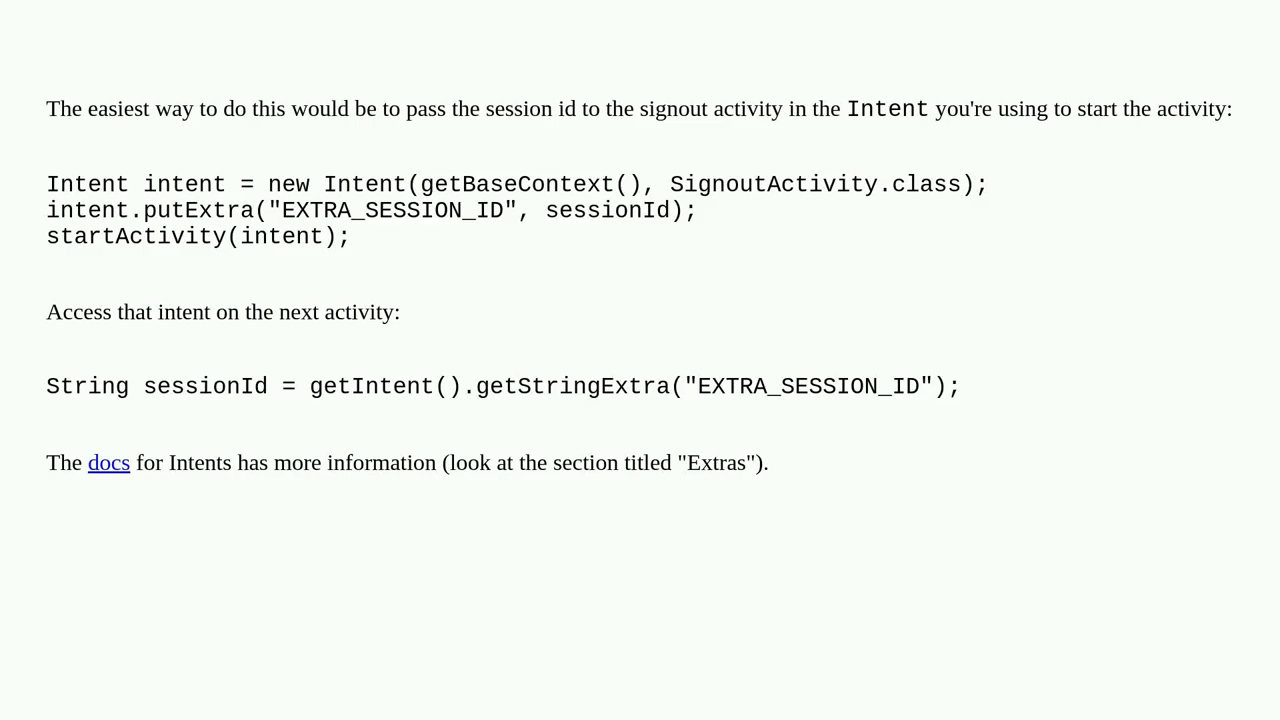 The easiest way to do this would be to pass the session id to the signout activity in the Intent you're using to start the activity:
Intent intent = new Intent(getBaseContext(), SignoutActivity.class);
intent.putExtra("EXTRA_SESSION_ID", sessionId);
startActivity(intent);
Access that intent on the next activity:
String sessionId = getIntent().getStringExtra("EXTRA_SESSION_ID");
The docs for Intents has more information (look at the section titled "Extras").